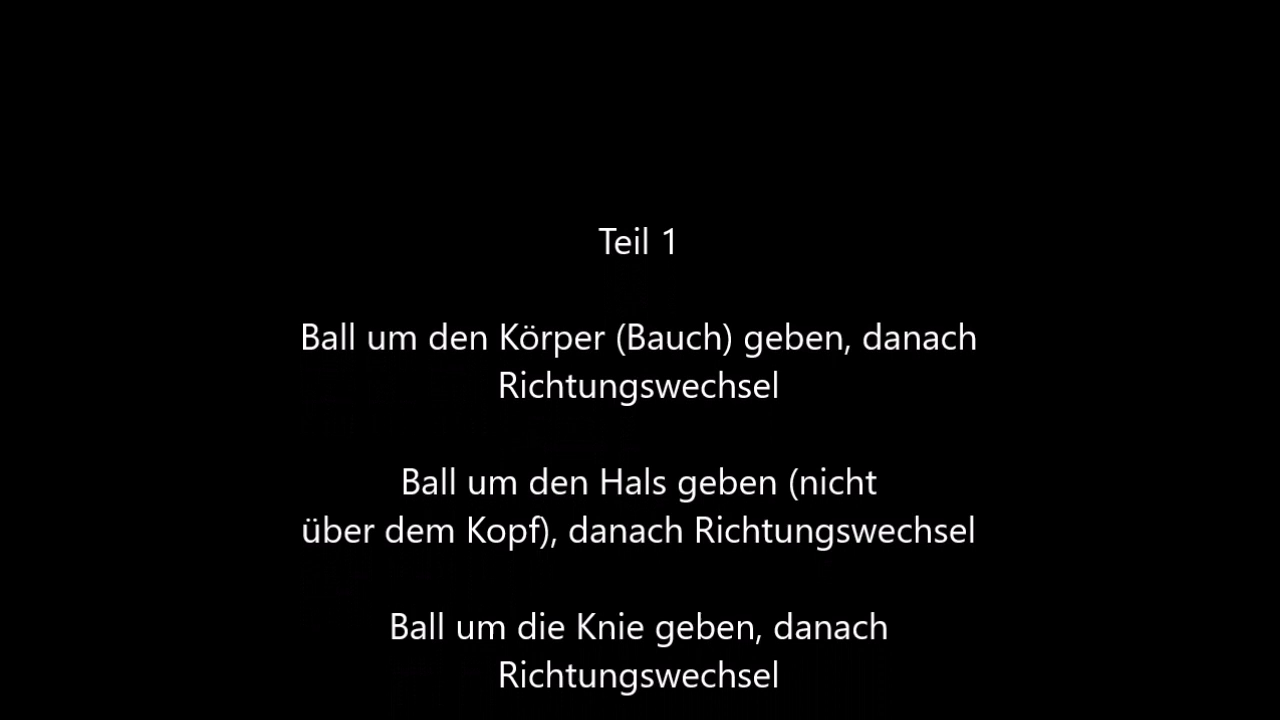 Teil 1
Ball um den Körper (Bauch) geben, danach
Richtungswechsel
Ball um den Hals geben (nicht
über dem Kopf), danach Richtungswechsel
Ball um die Knie geben, danach
Richtungswechsel